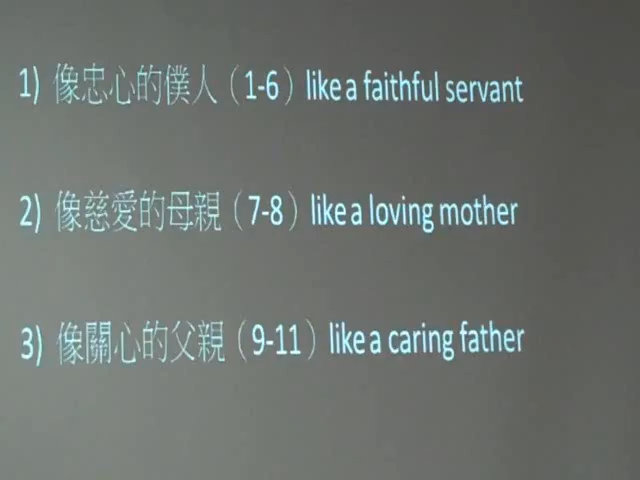 1) 像忠心的僕人（1-6）like a faithful servant
2) 像慈愛的母親（7-8）like a loving mother
3) 像關心的父親（9-11）like a caring father